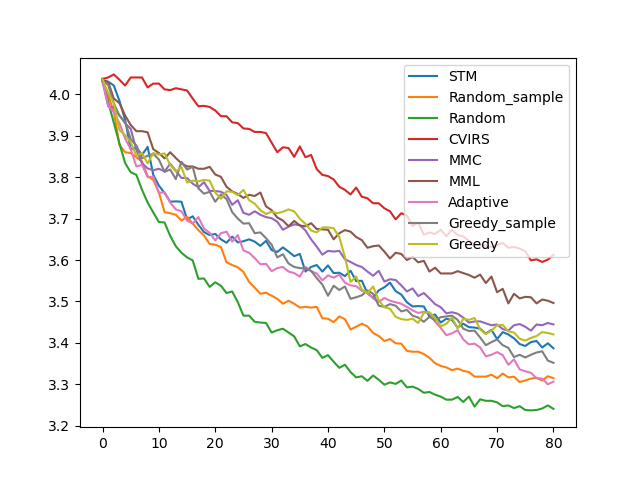 4.0
3.9
3.8
3.7
3.6
3.5
3.4
3.3
3.2
0 10 20 30 40 50 60 70 80
STM
Random_sample
Random
CVIRS
MMC
MML
Adaptive
Greedy_sample
Greedy